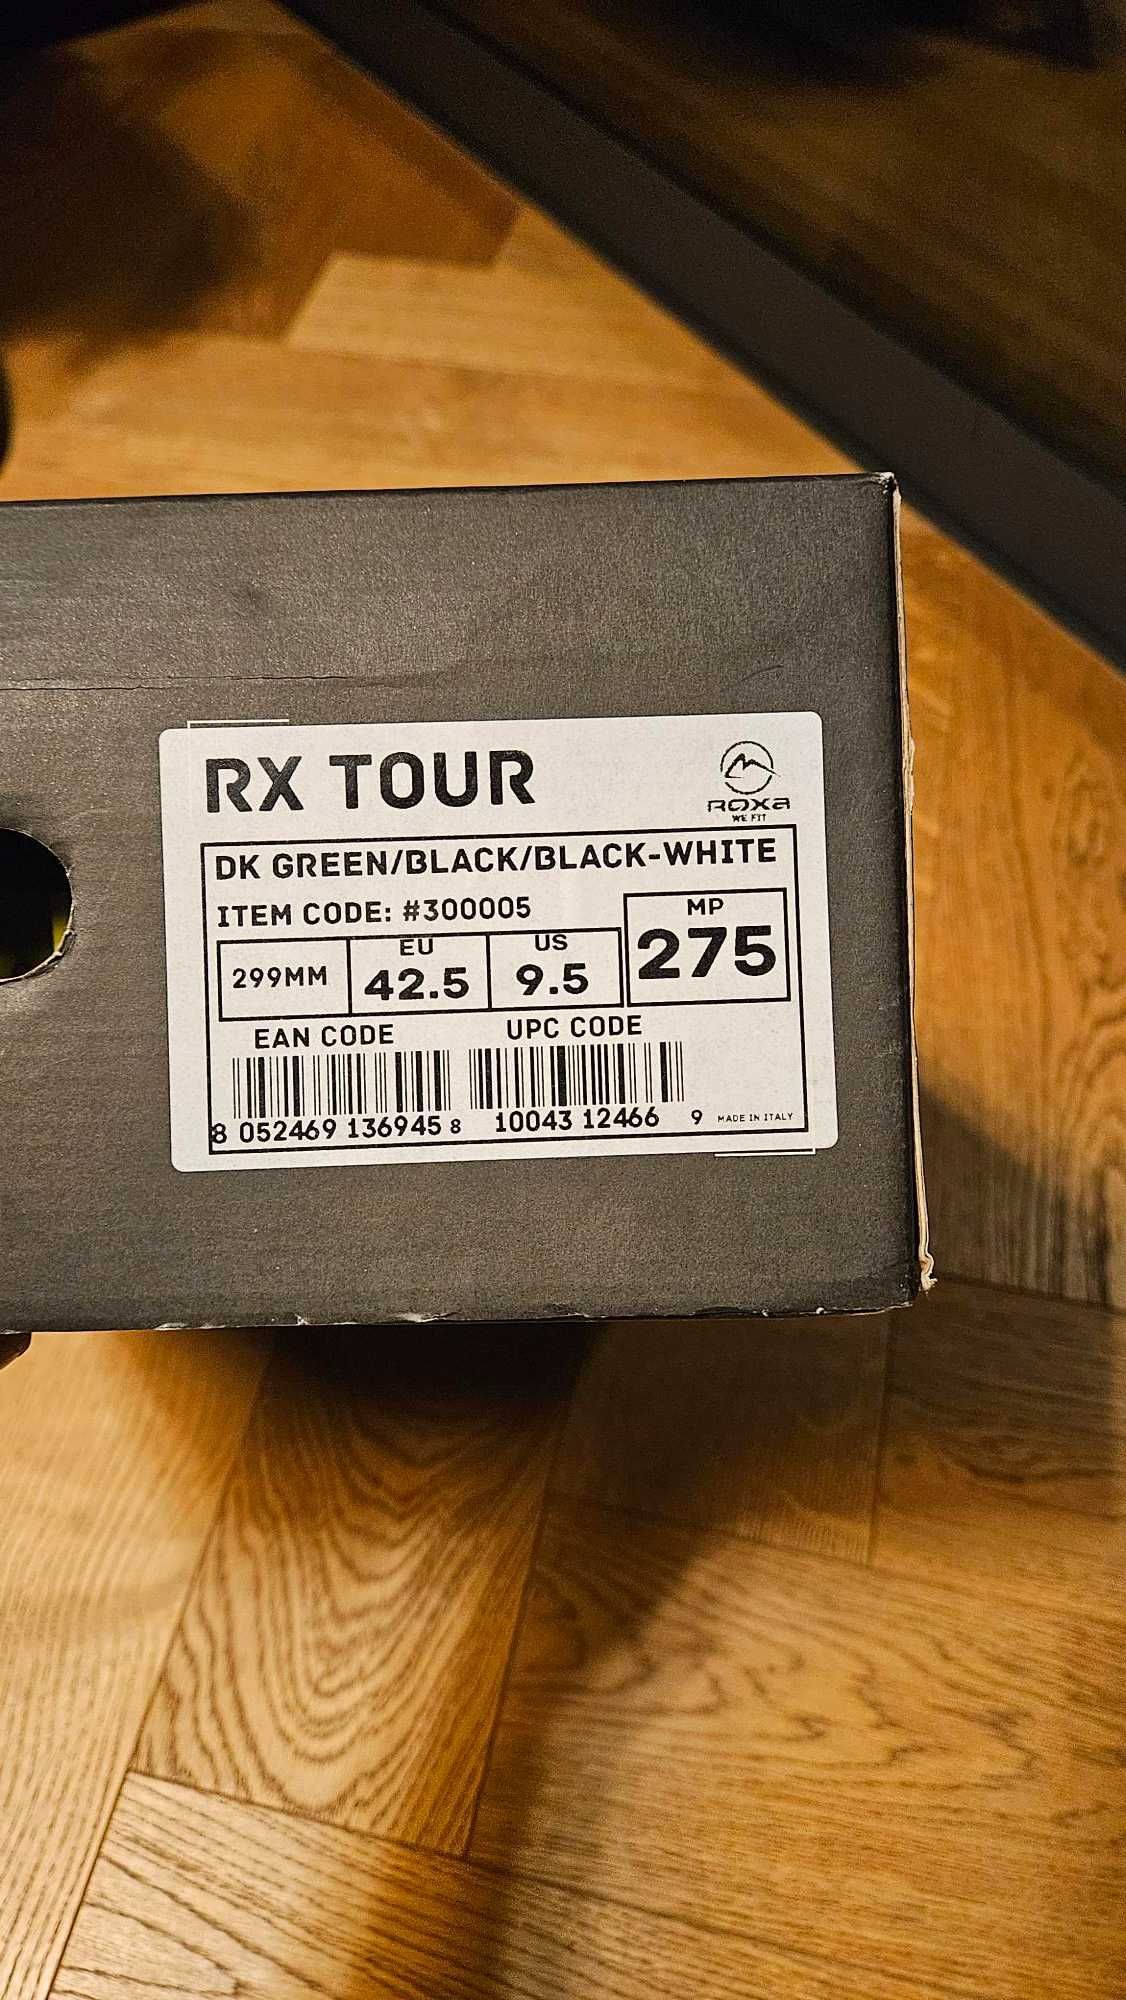 RX TOUR
ROXA
WE FIT
DK GREEN/BLACK/BLACK-WHITE
ITEM CODE: #300005
MP
275
299MM
EU
42.5
US
9.5
EAN CODE
UPC CODE
8 052469 136945 8 10043 12466 9
MADE IN ITALY